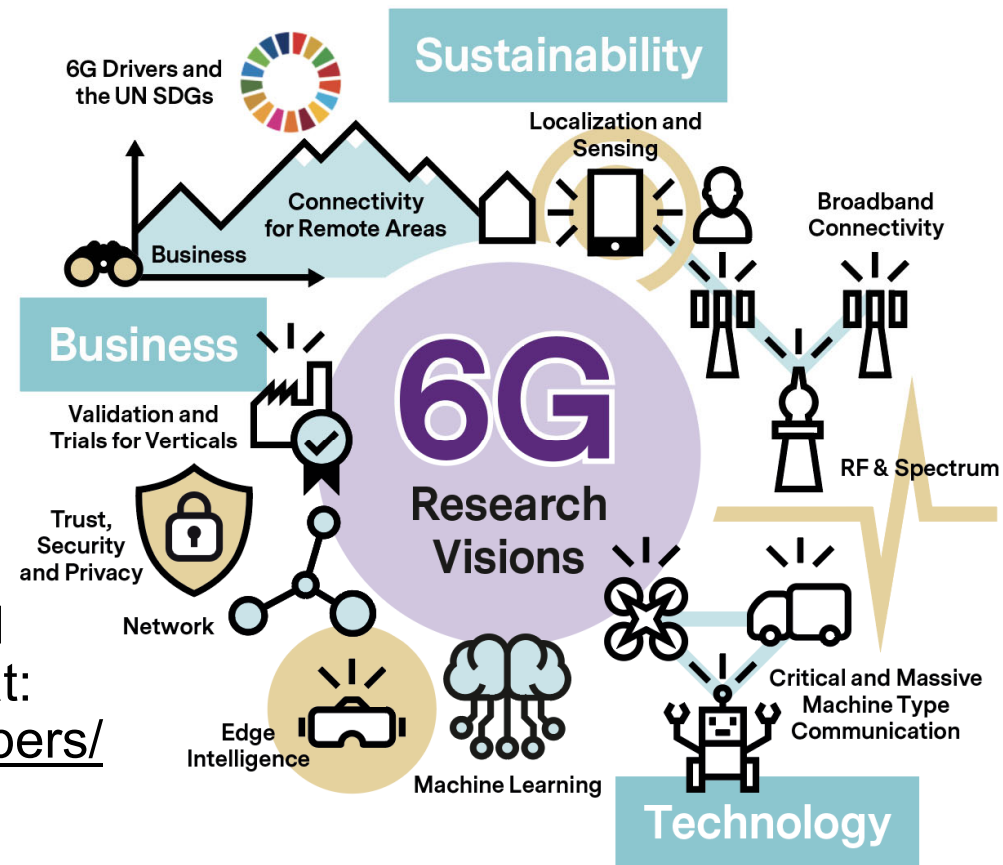 Sustainability
6G Drivers and
the UN SDGs
Localization and
Sensing
Connectivity
for Remote Areas
Business
Broadband
Connectivity
Business
6G
Research
Visions
Validation and
Trials for Verticals
RF & Spectrum
Trust,
Security
and Privacy
Network
Critical and Massive
Machine Type
Communication
Edge
Intelligence
Machine Learning
Technology